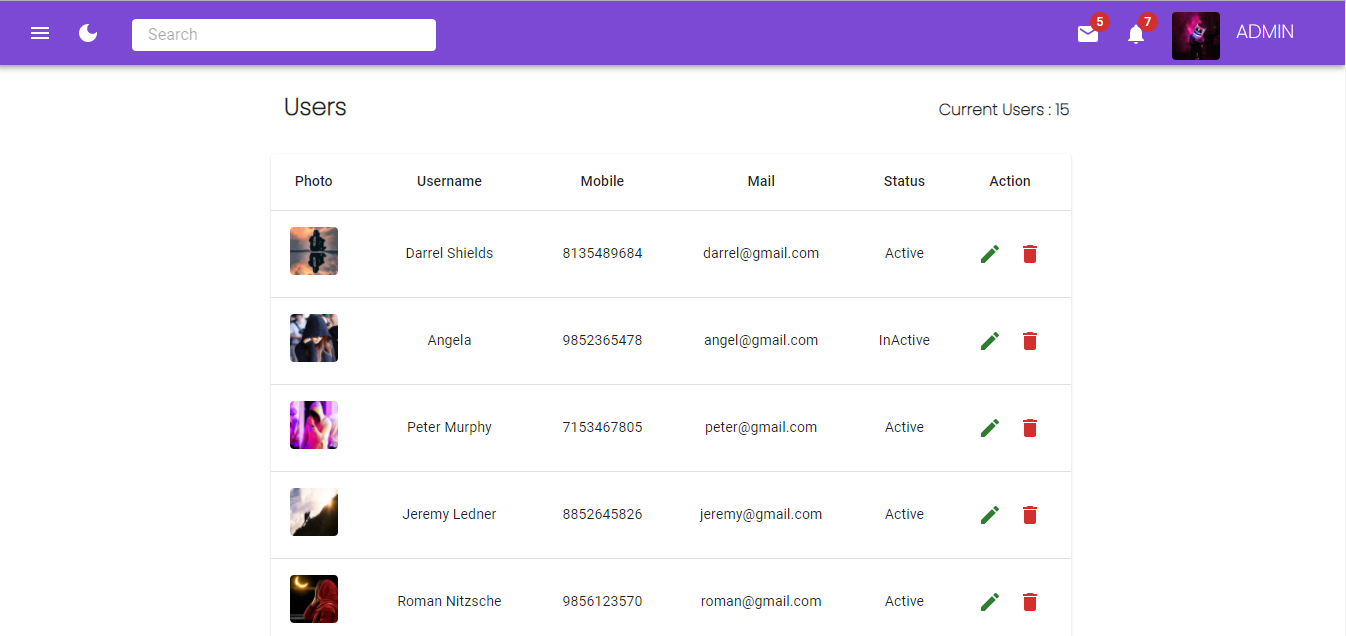 Search 5 7 ADMIN
Users Current Users : 15
Photo Username Mobile Mail Status Action
Darrel Shields 8135489684 darrel@gmail.com Active
Angela 9852365478 angel@gmail.com InActive
Peter Murphy 7153467805 peter@gmail.com Active
Jeremy Ledner 8852645826 jeremy@gmail.com Active
Roman Nitzsche 9856123570 roman@gmail.com Active